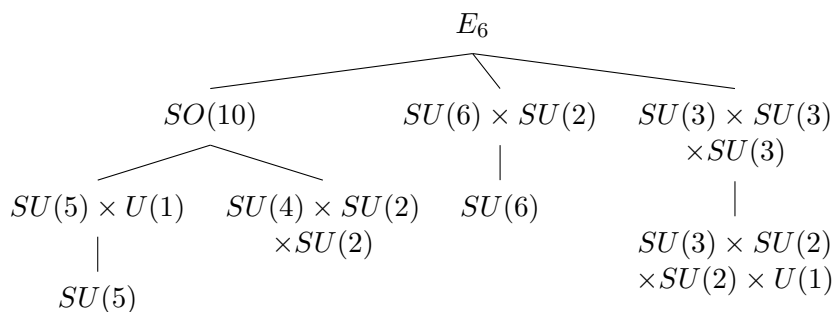 E₆
SO(10)
SU(6) × SU(2)
SU(3) × SU(3)
×SU(3)
SU(5) × U(1)
SU(4) × SU(2)
×SU(2)
SU(6)
SU(3) × SU(2)
×SU(2) × U(1)
SU(5)